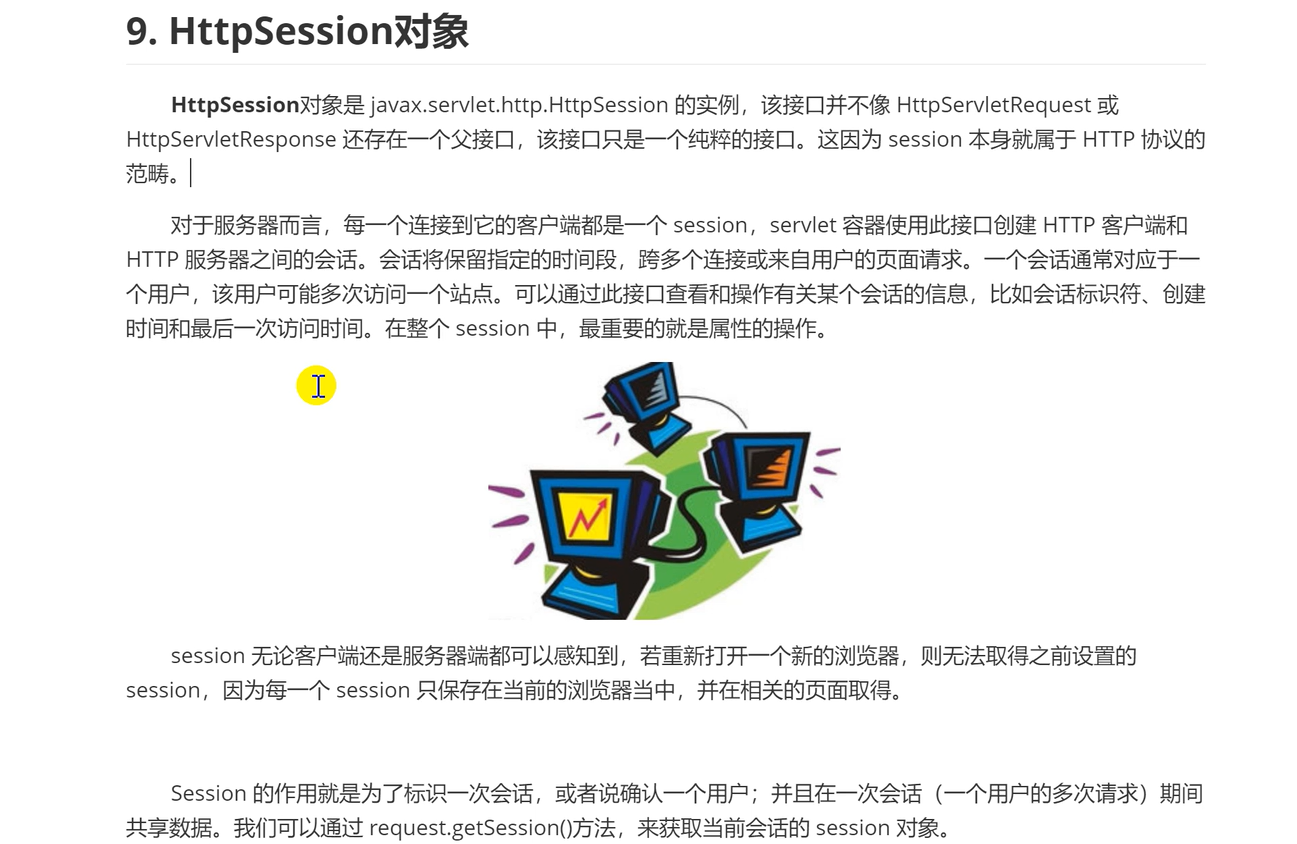 9. HttpSession对象
HttpSession对象是 javax.servlet.http.HttpSession 的实例，该接口并不像 HttpServletRequest 或
HttpServletResponse 还存在一个父接口，该接口只是一个纯粹的接口。这因为 session 本身就属于 HTTP 协议的
范畴。
对于服务器而言，每一个连接到它的客户端都是一个 session，servlet 容器使用此接口创建 HTTP 客户端和
HTTP 服务器之间的会话。会话将保留指定的时间段，跨多个连接或来自用户的页面请求。一个会话通常对应于一
个用户，该用户可能多次访问一个站点。可以通过此接口查看和操作有关某个会话的信息，比如会话标识符、创建
时间和最后一次访问时间。在整个 session 中，最重要的就是属性的操作。
session 无论客户端还是服务器端都可以感知到，若重新打开一个新的浏览器，则无法取得之前设置的
session，因为每一个 session 只保存在当前的浏览器当中，并在相关的页面取得。
Session 的作用就是为了标识一次会话，或者说确认一个用户；并且在一次会话（一个用户的多次请求）期间
共享数据。我们可以通过 request.getSession()方法，来获取当前会话的 session 对象。